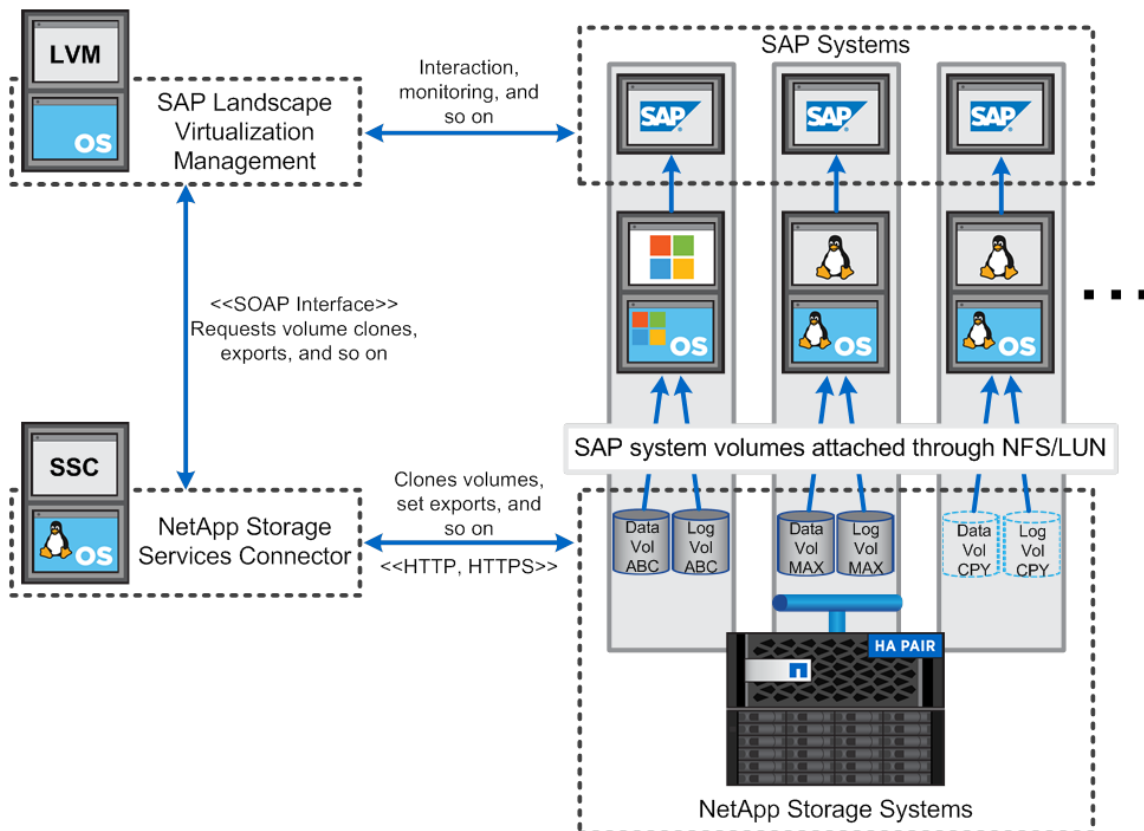 LVM
OS
SAP Landscape
Virtualization
Management
Interaction,
monitoring, and
so on
SAP Systems
SAP
SAP
SAP
<<SOAP Interface>>
Requests volume clones,
exports, and so on
OS
OS
OS
...
SAP system volumes attached through NFS/LUN
SSC
OS
NetApp Storage
Services Connector
Clones volumes,
set exports, and
so on
<<HTTP, HTTPS>>
Data
Vol
ABC
Log
Vol
ABC
Data
Vol
MAX
Log
Vol
MAX
Data
Vol
CPY
Log
Vol
CPY
HA PAIR
NetApp Storage Systems